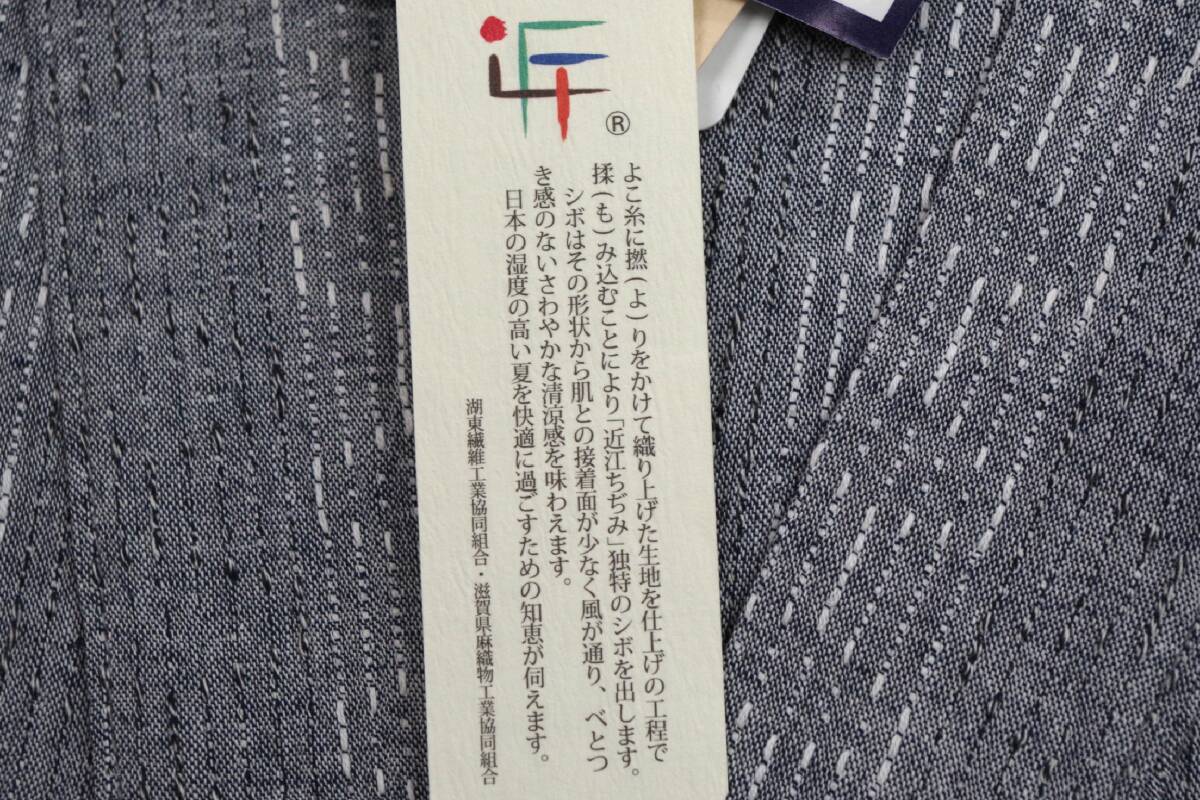 近
®
よこ糸に撚(よ)りをかけて織り上げた生地を仕上げの工程で
揉(も)み込むことにより「近江ちぢみ」独特のシボを出します。
シボはその形状から肌との接着面が少なく風が通り、べとつ
き感のないさわやかな清涼感を味わえます。
日本の湿度の高い夏を快適に過ごすための知恵が伺えます。
湖東繊維工業協同組合・滋賀県麻織物工業協同組合